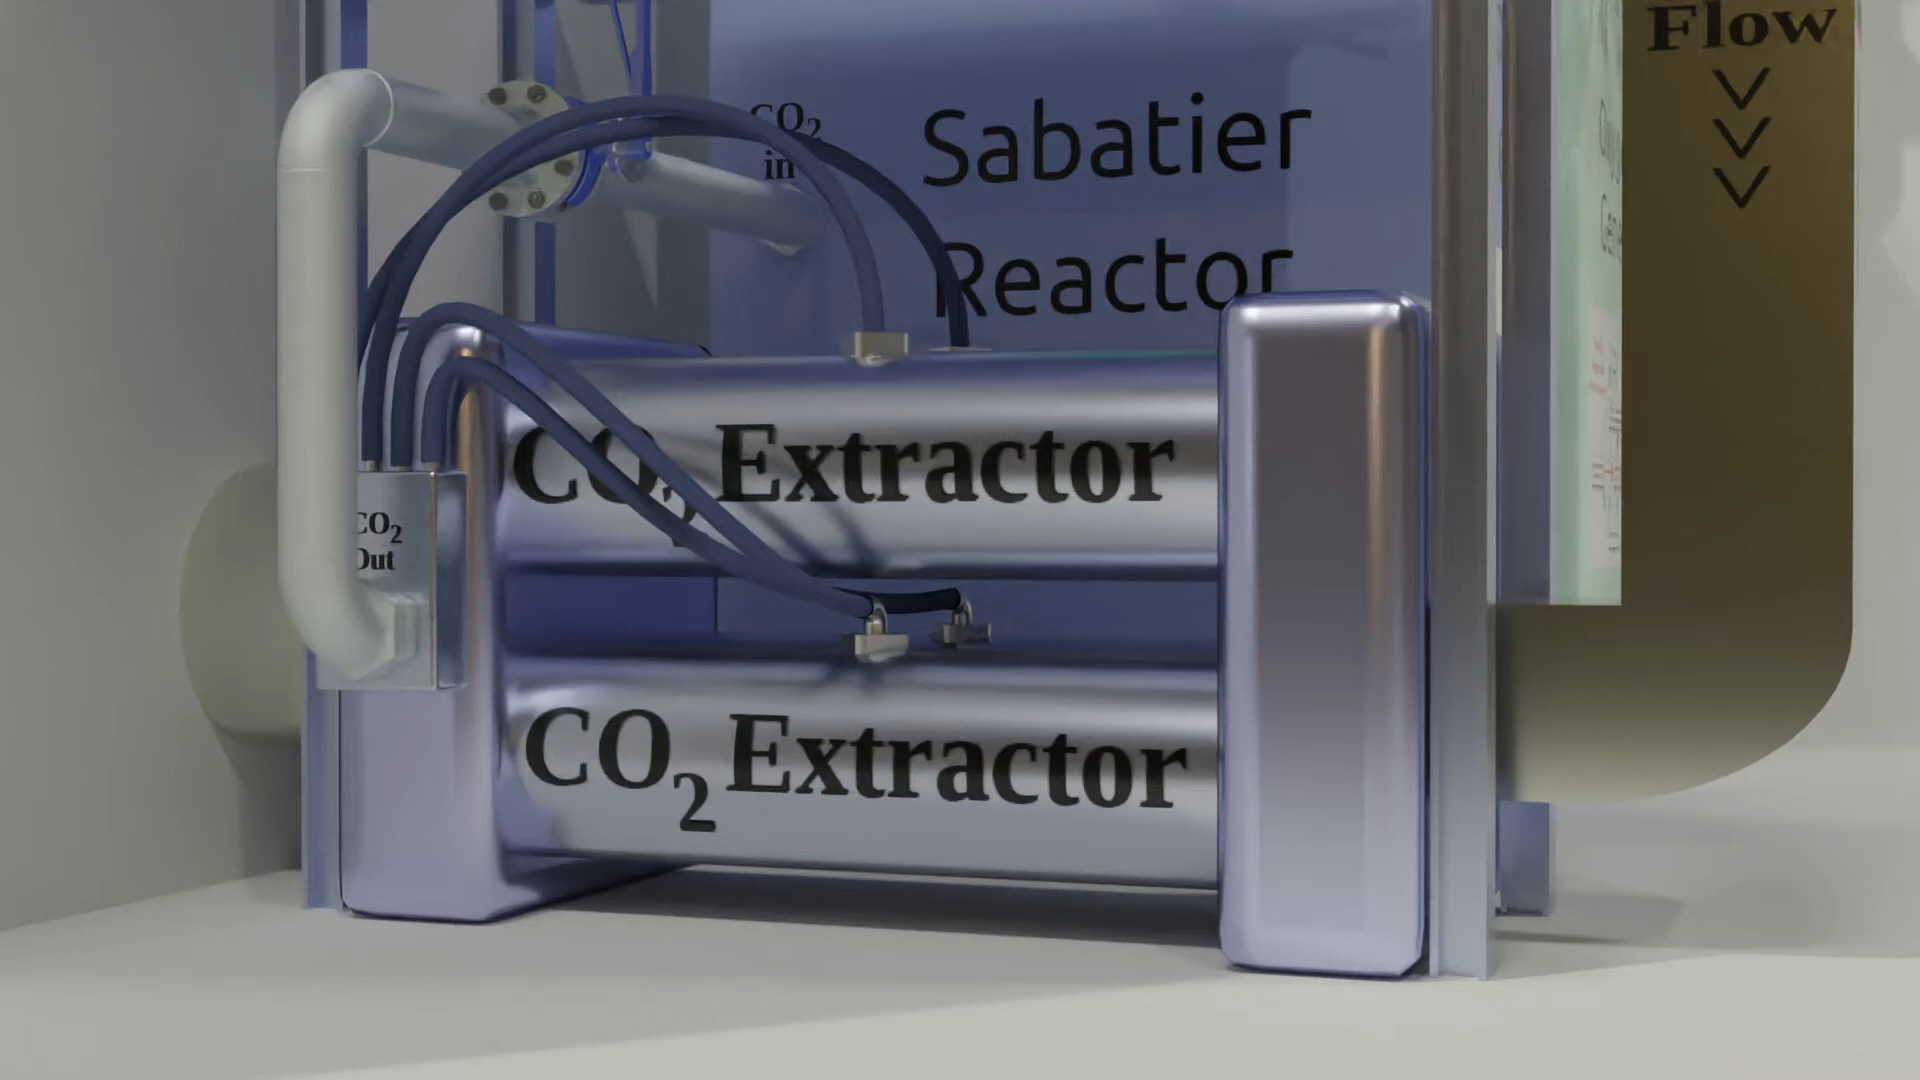 Flow
CO₂
in
Sabatier
Reactor
CO₂ Extractor
CO₂
Out
CO₂ Extractor